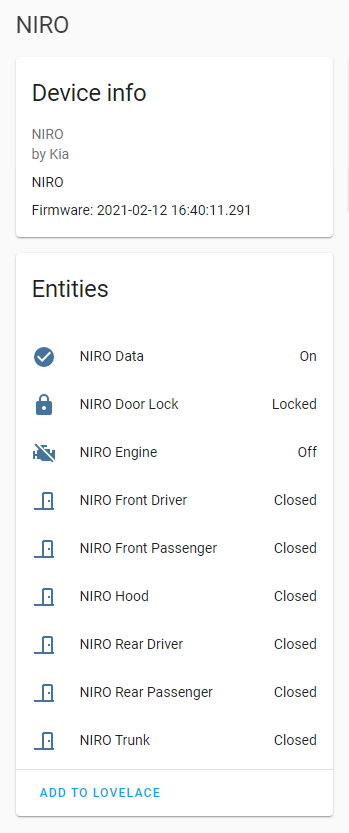 NIRO
Device info
NIRO
by Kia
NIRO
Firmware: 2021-02-12 16:40:11.291
Entities
NIRO Data On
NIRO Door Lock Locked
NIRO Engine Off
NIRO Front Driver Closed
NIRO Front Passenger Closed
NIRO Hood Closed
NIRO Rear Driver Closed
NIRO Rear Passenger Closed
NIRO Trunk Closed
ADD TO LOVELACE